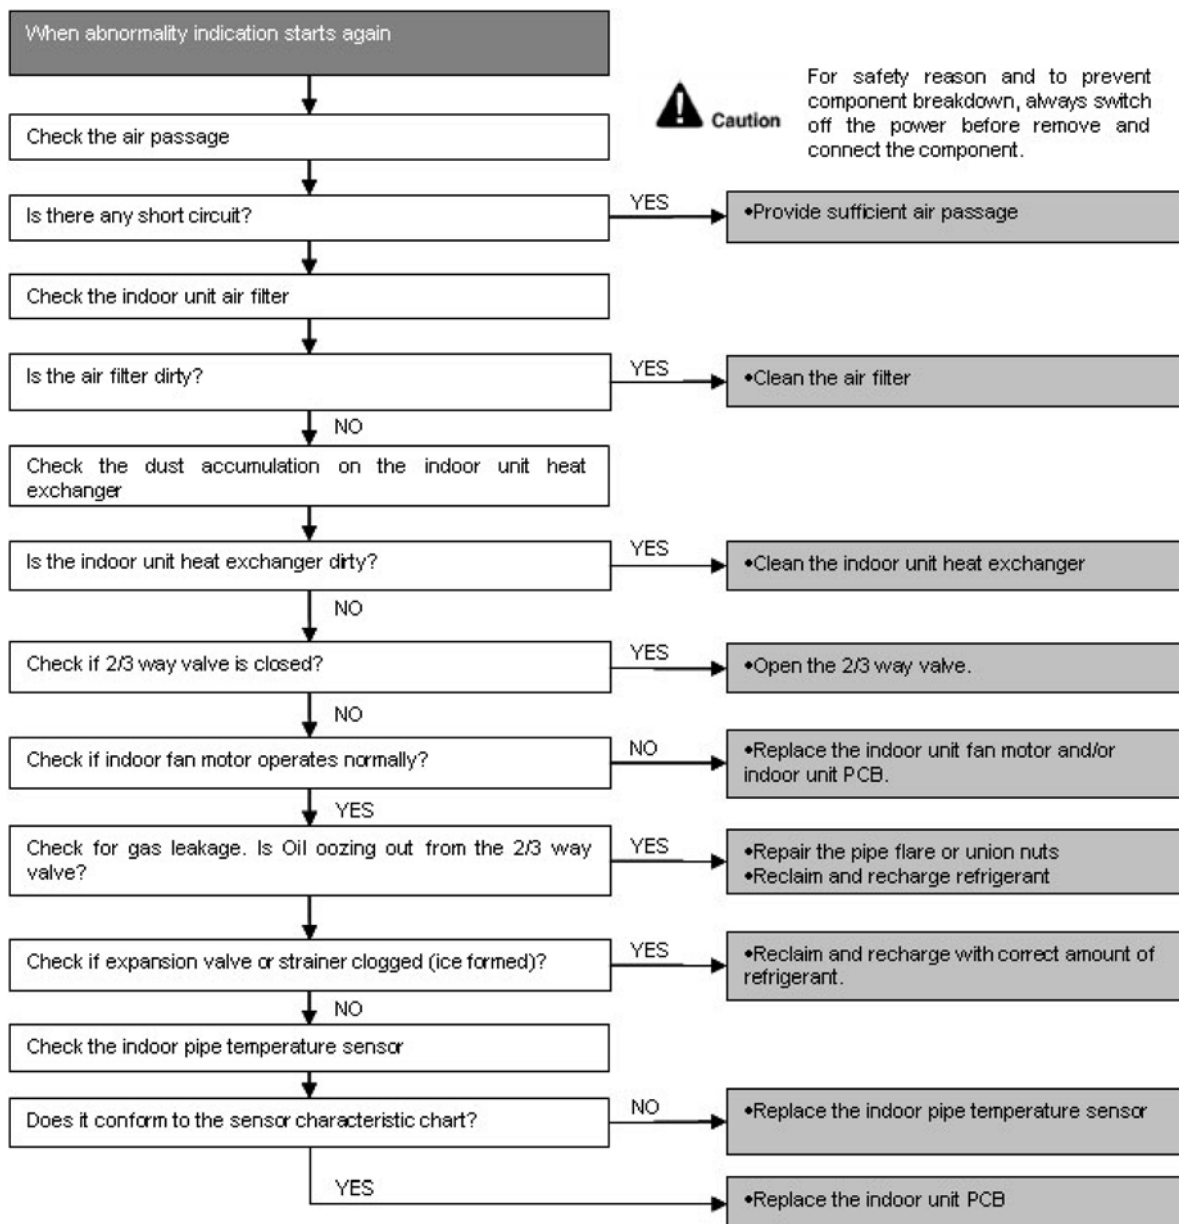 When abnormality indication starts again
For safety reason and to prevent
component breakdown, always switch
off the power before remove and
connect the component.
Caution
Check the air passage
Is there any short circuit?
YES
•Provide sufficient air passage
Check the indoor unit air filter
Is the air filter dirty?
YES
•Clean the air filter
NO
Check the dust accumulation on the indoor unit heat
exchanger
Is the indoor unit heat exchanger dirty?
YES
•Clean the indoor unit heat exchanger
NO
Check if 2/3 way valve is closed?
YES
•Open the 2/3 way valve.
NO
Check if indoor fan motor operates normally?
NO
•Replace the indoor unit fan motor and/or
indoor unit PCB.
YES
Check for gas leakage. Is Oil oozing out from the 2/3 way
valve?
YES
•Repair the pipe flare or union nuts
•Reclaim and recharge refrigerant
Check if expansion valve or strainer clogged (ice formed)?
YES
•Reclaim and recharge with correct amount of
refrigerant.
NO
Check the indoor pipe temperature sensor
Does it conform to the sensor characteristic chart?
NO
•Replace the indoor pipe temperature sensor
YES
•Replace the indoor unit PCB